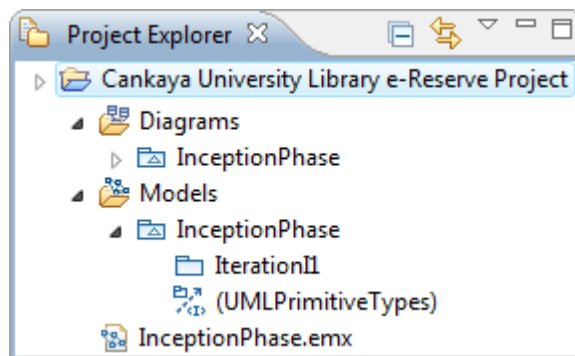 Project Explorer
Cankaya University Library e-Reserve Project
Diagrams
InceptionPhase
Models
InceptionPhase
IterationI1
(UMLPrimitiveTypes)
InceptionPhase.emx